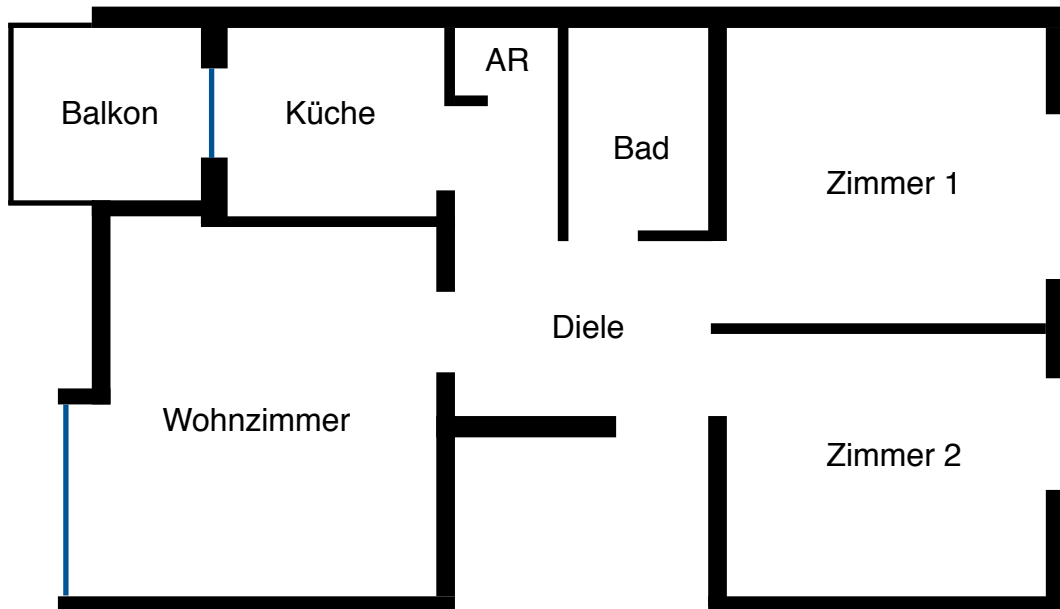 AR
Balkon
Küche
Bad
Zimmer 1
Diele
Wohnzimmer
Zimmer 2